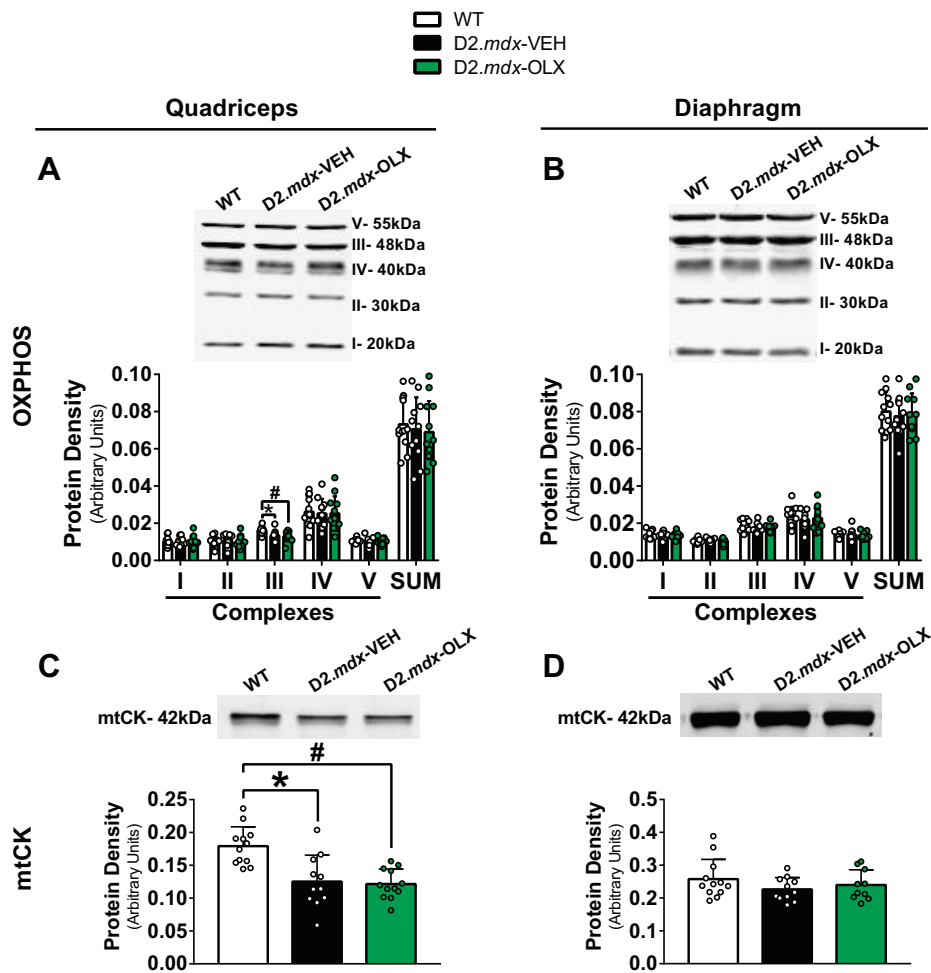 WT
D2.mdx-VEH
D2.mdx-OLX
Quadriceps
Diaphragm
OXPHOS
A
WT
D2.mdx-VEH
D2.mdx-OLX
V- 55kDa
III- 48kDa
IV- 40kDa
II- 30kDa
I- 20kDa
Protein Density
(Arbitrary Units)
0.10
0.08
0.06
0.04
0.02
0.00
#
*
I II III IV V SUM
Complexes
B
WT
D2.mdx-VEH
D2.mdx-OLX
V- 55kDa
III- 48kDa
IV- 40kDa
II- 30kDa
I- 20kDa
Protein Density
(Arbitrary Units)
0.10
0.08
0.06
0.04
0.02
0.00
I II III IV V SUM
Complexes
mtCK
C
WT
D2.mdx-VEH
D2.mdx-OLX
mtCK- 42kDa
#
*
Protein Density
(Arbitrary Units)
0.25
0.20
0.15
0.10
0.05
0.00
D
WT
D2.mdx-VEH
D2.mdx-OLX
mtCK- 42kDa
Protein Density
(Arbitrary Units)
0.5
0.4
0.3
0.2
0.1
0.0